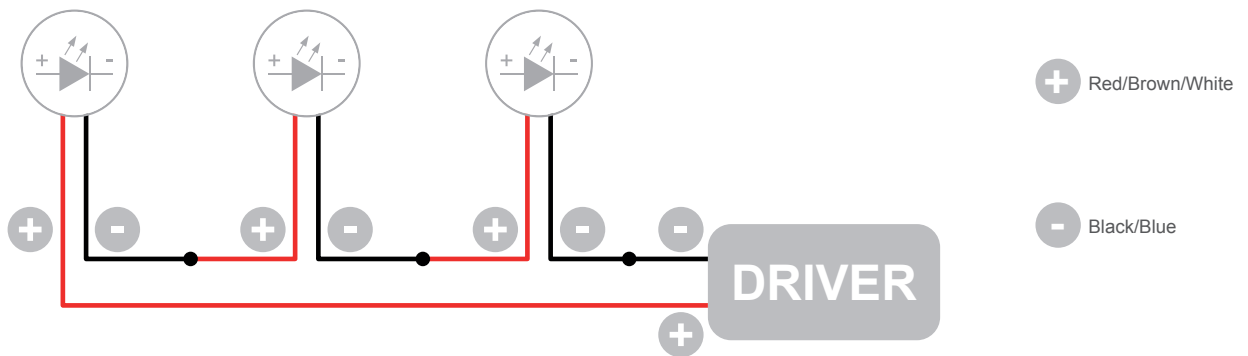 + - + - + -
+ Red/Brown/White
+ - + - + - -
- Black/Blue
DRIVER
+